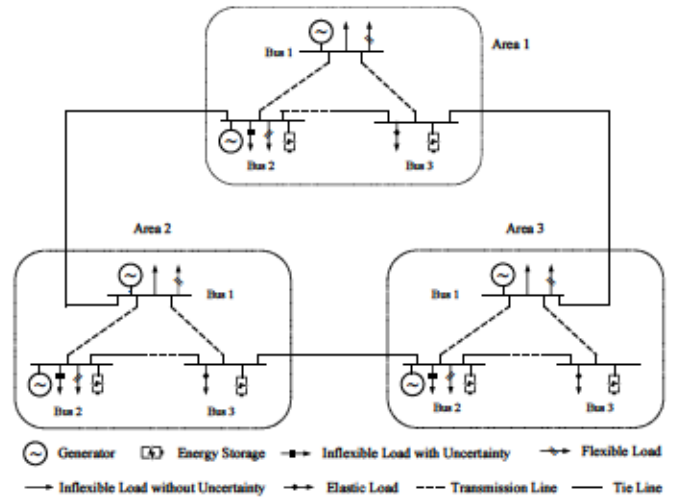 Area 1
Bus 1
Bus 2
Bus 3
Area 2
Area 3
Bus 1
Bus 1
Bus 2
Bus 3
Bus 2
Bus 3
Generator Energy Storage Inflexible Load with Uncertainty Flexible Load
Inflexible Load without Uncertainty Elastic Load Transmission Line Tie Line